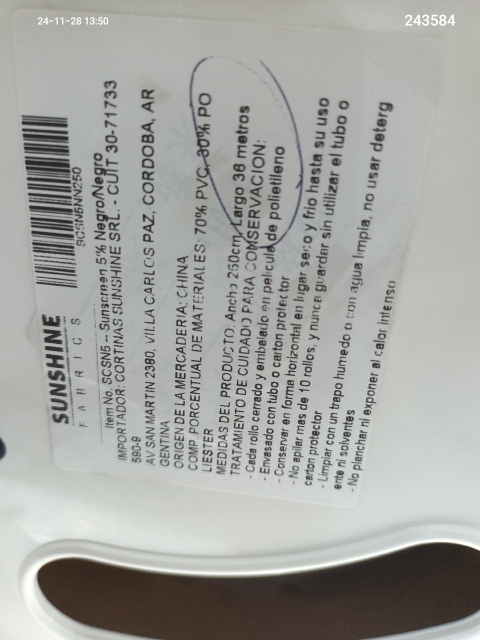 24-11-28 13:50
243584
SCSN5NN250
SUNSHINE
FABRICS
Item No. SCSN5 -- Sunscreen 5% Negro/Negro
IMPORTADOR: CORTINAS SUNSHINE SRL. - CUIT 30-71733
590-9
AV SAN MARTIN 2380, VILLA CARLOS PAZ, CORDOBA, AR
GENTINA
ORIGEN DE LA MERCADERIA: CHINA
COMP PORCENTUAL DE MATERIALES: 70% PVC, 30% PO
LIESTER
MEDIDAS DEL PRODUCTO: Ancho 250cm, Largo 36 metros
TRATAMIENTO DE CUIDADO PARA CONSERVACION:
- Cada rollo cerrado y embalado en pelicula de polietileno
- Envasado con tubo o carton protector
- Conservar en forma horizontal en lugar seco y frio hasta su uso
- No apilar mas de 10 rollos, y nunca guardar sin utilizar el tubo o
carton protector
- Limpiar con un trapo humedo o con agua limpia, no usar deterg
ente ni solventes
- No planchar ni exponer al calor intenso